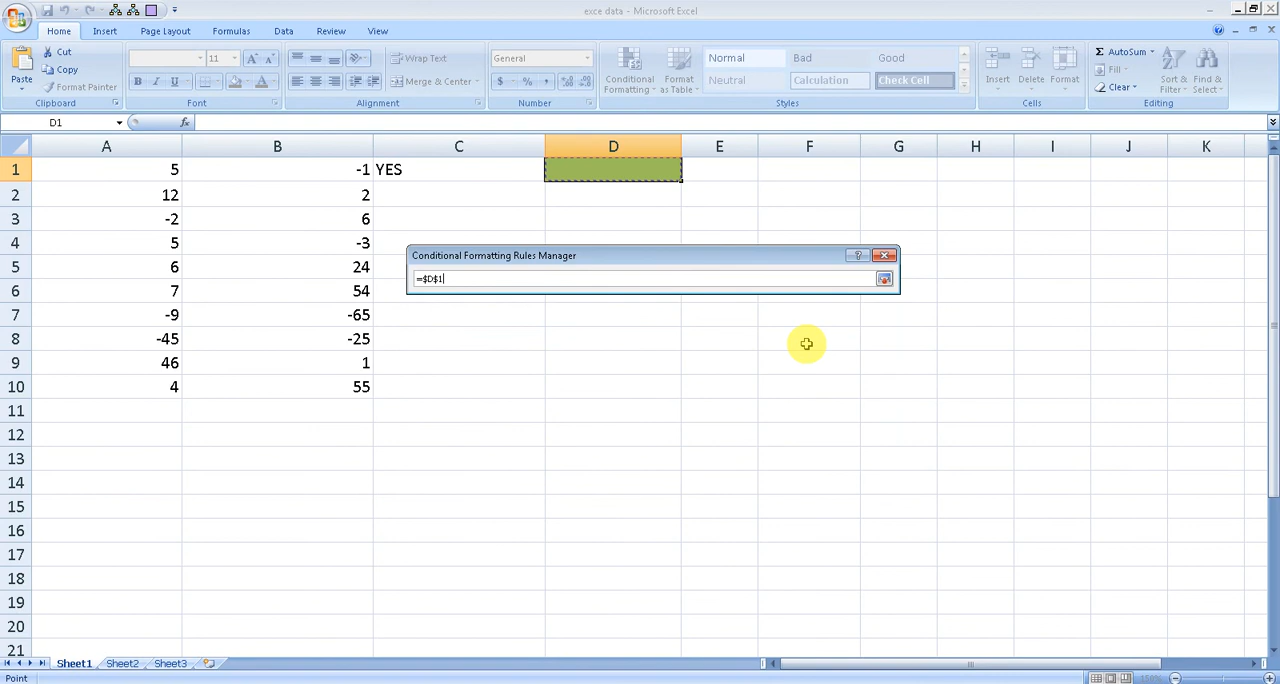 exce data - Microsoft Excel
Home Insert Page Layout Formulas Data Review View
Paste
Cut
Copy
Format Painter
Clipboard
11 A A
B I U A
Font
Wrap Text
Merge & Center
Alignment
General
$ % ,
Number
Conditional Formatting
Format as Table
Normal Bad Good
Neutral Calculation Check Cell
Styles
Insert Delete Format
Cells
Σ AutoSum
Fill
Clear
Sort & Filter
Find & Select
Editing
D1 fx
A B C D E F G H I J K
1 5 -1 YES
2 12 2
3 -2 6
4 5 -3
5 6 24
6 7 54
7 -9 -65
8 -45 -25
9 46 1
10 4 55
11
12
13
14
15
16
17
18
19
20
21
Conditional Formatting Rules Manager
=$D$1
Sheet1 Sheet2 Sheet3
Point